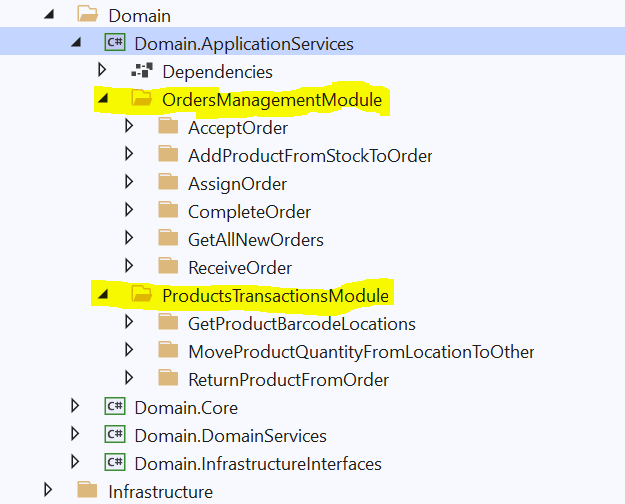 Domain
C# Domain.ApplicationServices
Dependencies
OrdersManagementModule
AcceptOrder
AddProductFromStockToOrder
AssignOrder
CompleteOrder
GetAllNewOrders
ReceiveOrder
ProductsTransactionsModule
GetProductBarcodeLocations
MoveProductQuantityFromLocationToOther
ReturnProductFromOrder
C# Domain.Core
C# Domain.DomainServices
C# Domain.InfrastructureInterfaces
Infrastructure